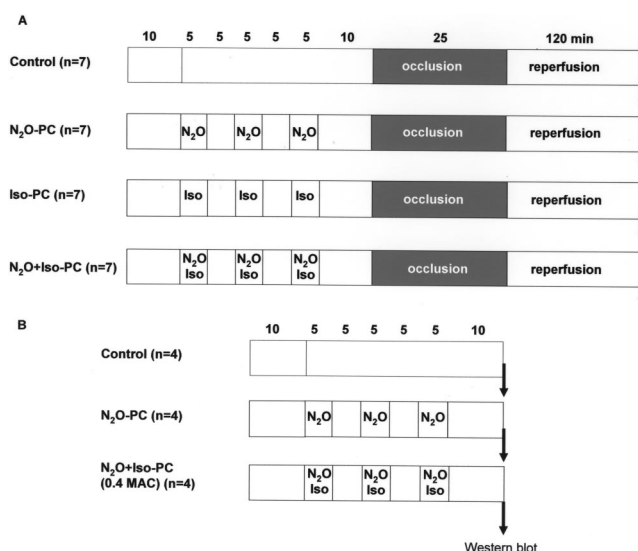 A
10 5 5 5 5 5 10 25 120 min
Control (n=7) occlusion reperfusion
N₂O-PC (n=7) N₂O N₂O N₂O occlusion reperfusion
Iso-PC (n=7) Iso Iso Iso occlusion reperfusion
N₂O+Iso-PC (n=7) N₂O Iso N₂O Iso N₂O Iso occlusion reperfusion
B
10 5 5 5 5 5 10
Control (n=4)
N₂O-PC (n=4) N₂O N₂O N₂O
N₂O+Iso-PC N₂O N₂O N₂O
(0.4 MAC) (n=4) Iso Iso Iso
Western blot